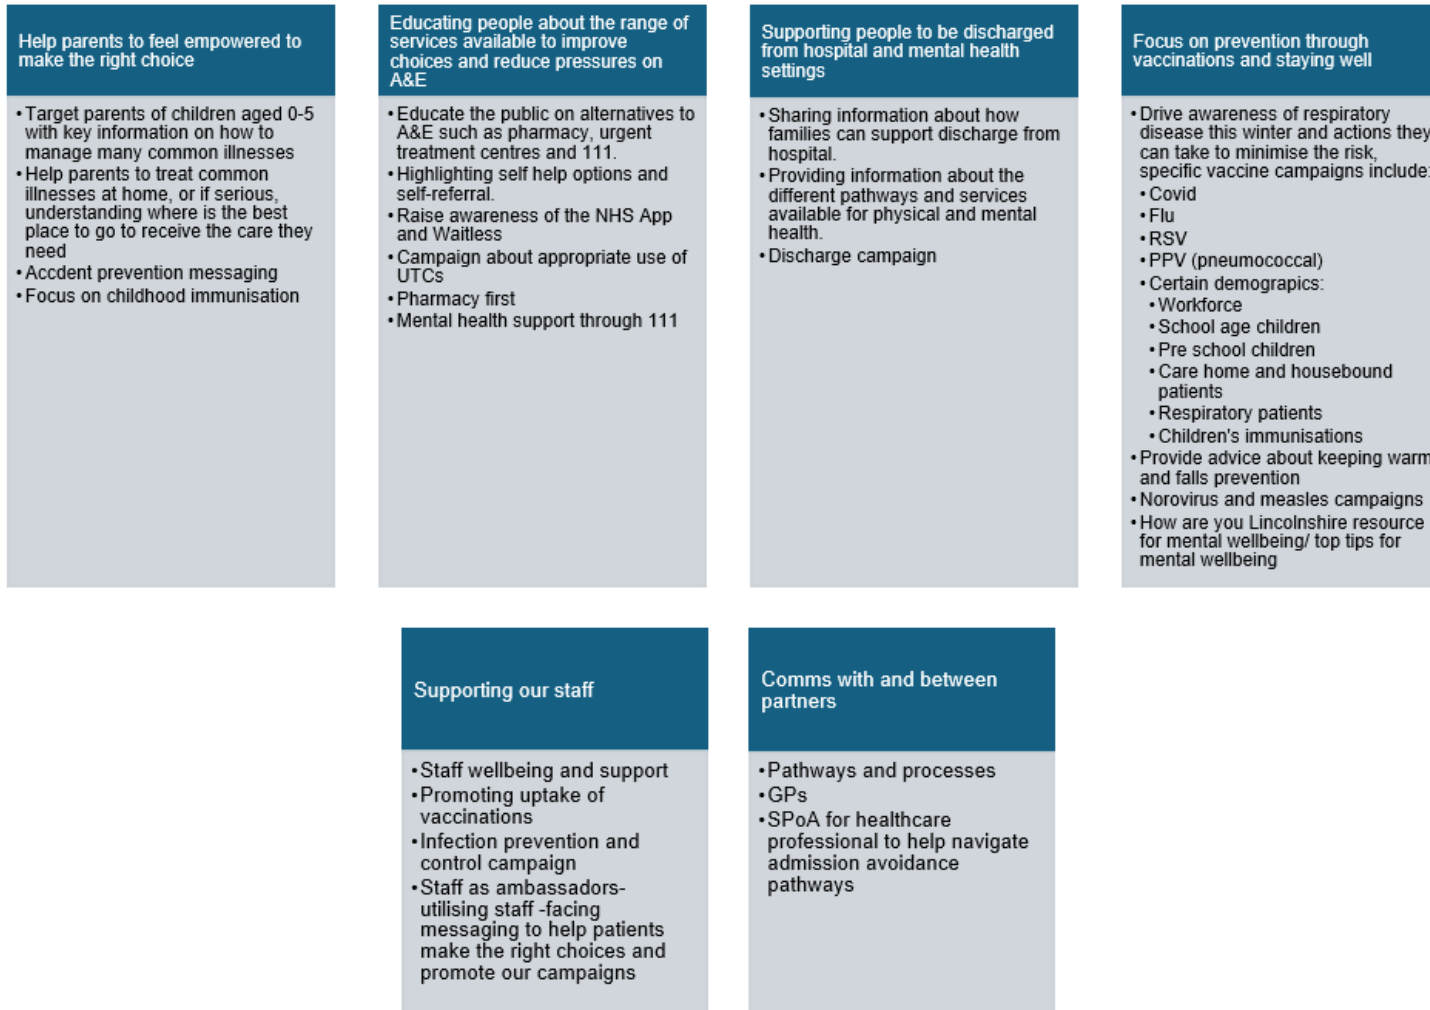 Help parents to feel empowered to
make the right choice
• Target parents of children aged 0-5
with key information on how to
manage many common illnesses
• Help parents to treat common
illnesses at home, or if serious,
understanding where is the best
place to go to receive the care they
need
• Accdent prevention messaging
• Focus on childhood immunisation
Educating people about the range of
services available to improve
choices and reduce pressures on
A&E
• Educate the public on alternatives to
A&E such as pharmacy, urgent
treatment centres and 111.
• Highlighting self help options and
self-referral.
• Raise awareness of the NHS App
and Waitless
• Campaign about appropriate use of
UTCs
• Pharmacy first
• Mental health support through 111
Supporting people to be discharged
from hospital and mental health
settings
• Sharing information about how
families can support discharge from
hospital.
• Providing information about the
different pathways and services
available for physical and mental
health.
• Discharge campaign
Focus on prevention through
vaccinations and staying well
• Drive awareness of respiratory
disease this winter and actions they
can take to minimise the risk,
specific vaccine campaigns include:
• Covid
• Flu
• RSV
• PPV (pneumococcal)
• Certain demograpics:
• Workforce
• School age children
• Pre school children
• Care home and housebound
patients
• Respiratory patients
• Children's immunisations
• Provide advice about keeping warm
and falls prevention
• Norovirus and measles campaigns
• How are you Lincolnshire resource
for mental wellbeing/ top tips for
mental wellbeing
Supporting our staff
• Staff wellbeing and support
• Promoting uptake of
vaccinations
• Infection prevention and
control campaign
• Staff as ambassadors-
utilising staff -facing
messaging to help patients
make the right choices and
promote our campaigns
Comms with and between
partners
• Pathways and processes
• GPs
• SPoA for healthcare
professional to help navigate
admission avoidance
pathways